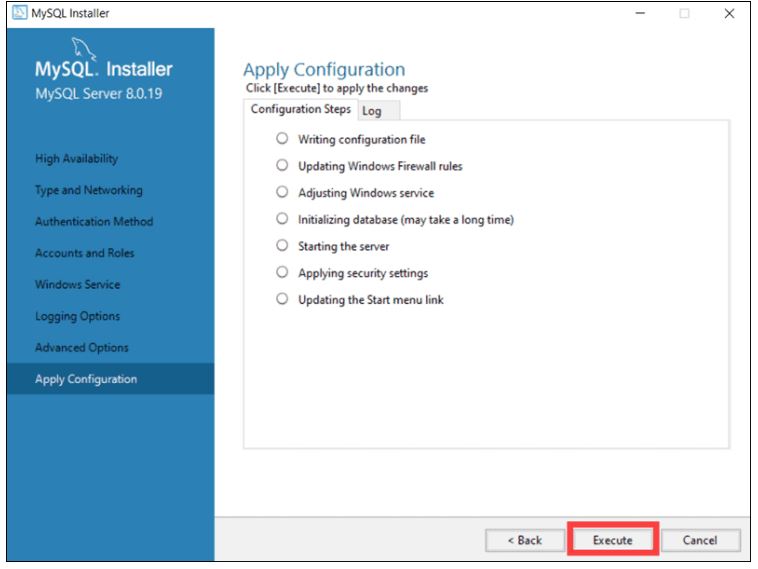 MySQL Installer
MySQL. Installer
MySQL Server 8.0.19
High Availability
Type and Networking
Authentication Method
Accounts and Roles
Windows Service
Logging Options
Advanced Options
Apply Configuration
Apply Configuration
Click [Execute] to apply the changes
Configuration Steps Log
Writing configuration file
Updating Windows Firewall rules
Adjusting Windows service
Initializing database (may take a long time)
Starting the server
Applying security settings
Updating the Start menu link
< Back Execute Cancel